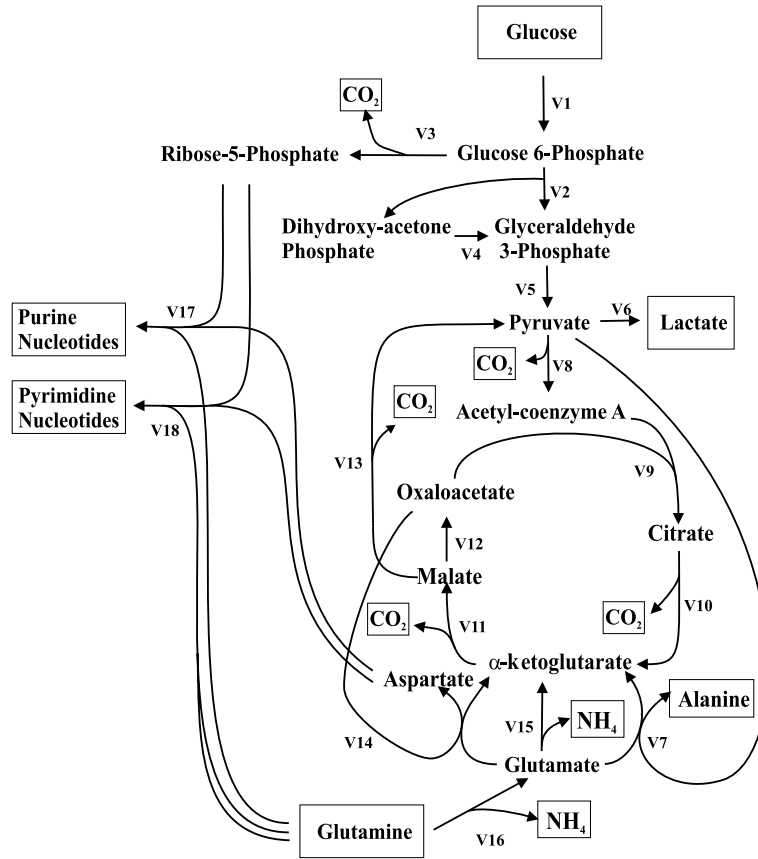 Glucose
V1
CO2
V3
Ribose-5-Phosphate
Glucose 6-Phosphate
V2
Dihydroxy-acetone
Phosphate
V4
Glyceraldehyde
3-Phosphate
V5
Purine
Nucleotides
V17
Pyruvate
V6
Lactate
CO2
V8
Pyrimidine
Nucleotides
V18
CO2
Acetyl-coenzyme A
V13
V9
Oxaloacetate
Citrate
V12
Malate
CO2
V11
CO2
V10
Aspartate
α-ketoglutarate
Alanine
V14
V15
NH4
V7
Glutamate
Glutamine
V16
NH4